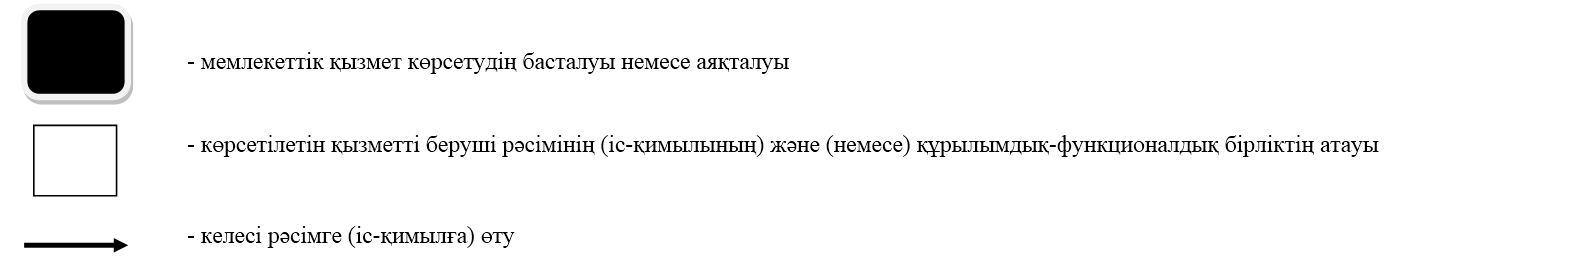 - мемлекеттік қызмет көрсетудің басталуы немесе аяқталуы
- көрсетілетін қызметті беруші рәсімінің (іс-қимылының) және (немесе) құрылымдық-функционалдық бірліктің атауы
- келесі рәсімге (іс-қимылға) өту